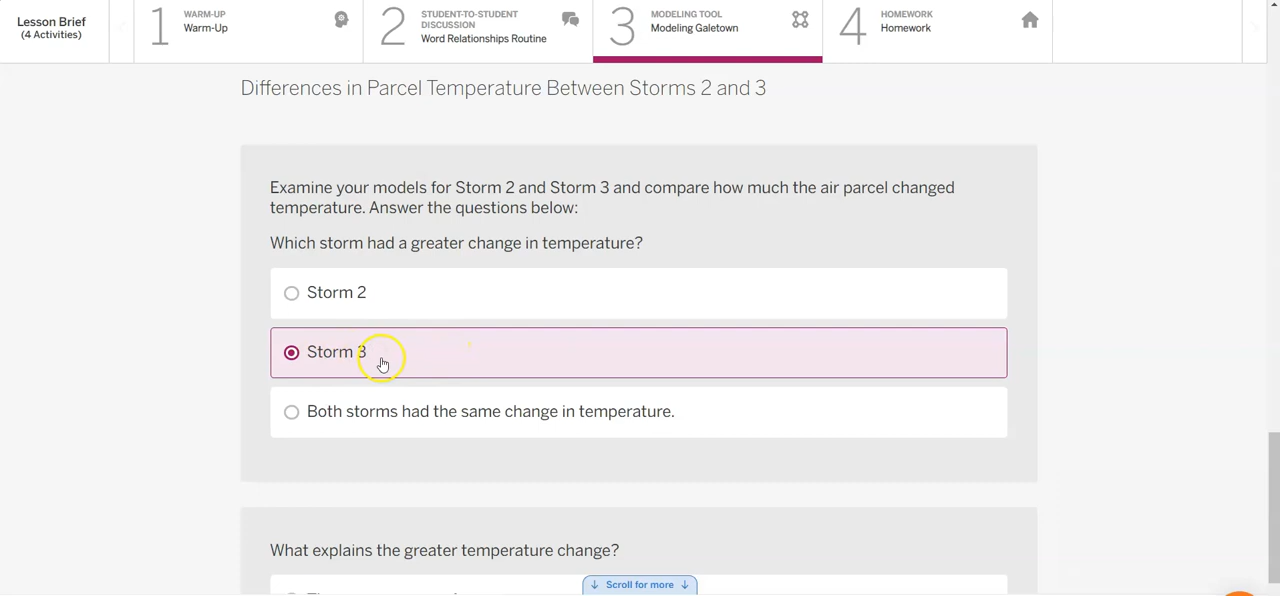 Lesson Brief
(4 Activities)
1
WARM-UP
Warm-Up
2
STUDENT-TO-STUDENT
DISCUSSION
Word Relationships Routine
3
MODELING TOOL
Modeling Galetown
4
HOMEWORK
Homework
Differences in Parcel Temperature Between Storms 2 and 3
Examine your models for Storm 2 and Storm 3 and compare how much the air parcel changed
temperature. Answer the questions below:
Which storm had a greater change in temperature?
Storm 2
Storm 3
Both storms had the same change in temperature.
What explains the greater temperature change?
↓ Scroll for more ↓